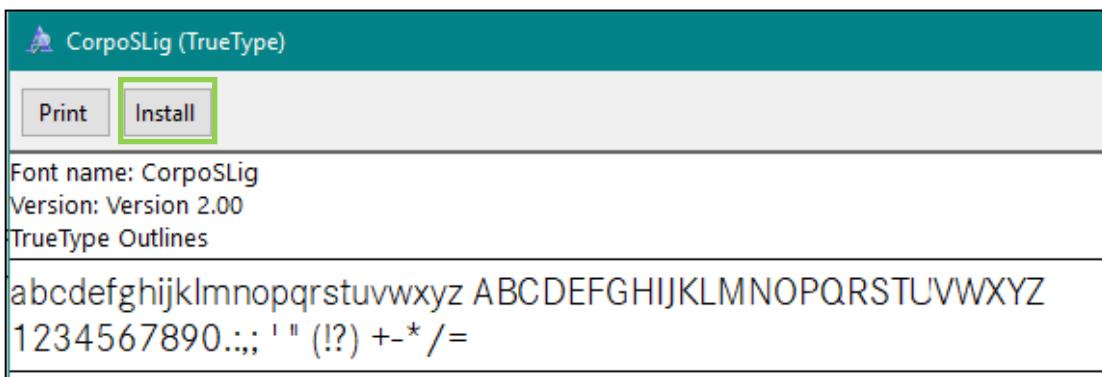 CorpoSLig (TrueType)
Print Install
Font name: CorpoSLig
Version: Version 2.00
TrueType Outlines
abcdefghijklmnopqrstuvwxyz ABCDEFGHIJKLMNOPQRSTUVWXYZ
1234567890.:,; ' " (!?) +-* /=